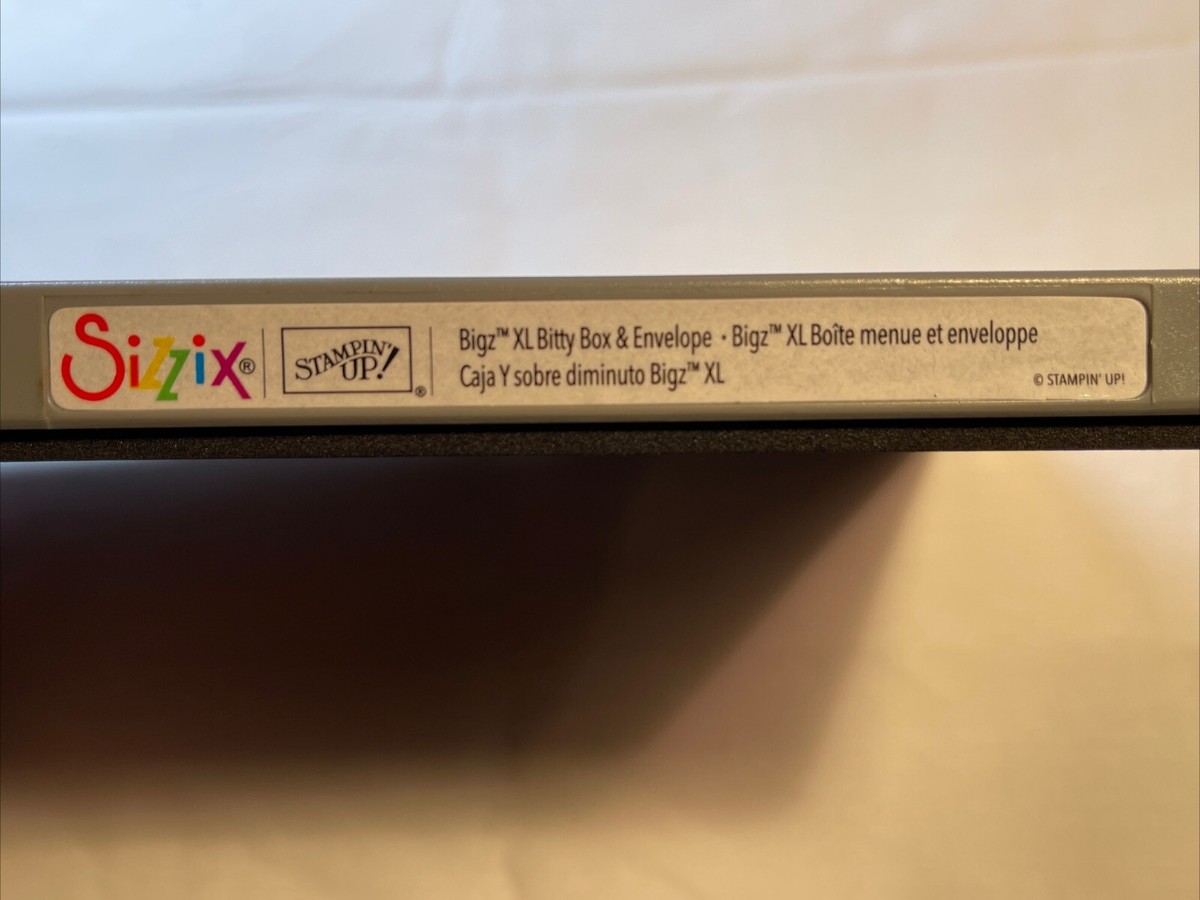 Sizzix®
STAMPIN' UP!®
Bigz™ XL Bitty Box & Envelope · Bigz™ XL Boîte menue et enveloppe
Caja Y sobre diminuto Bigz™ XL
© STAMPIN' UP!